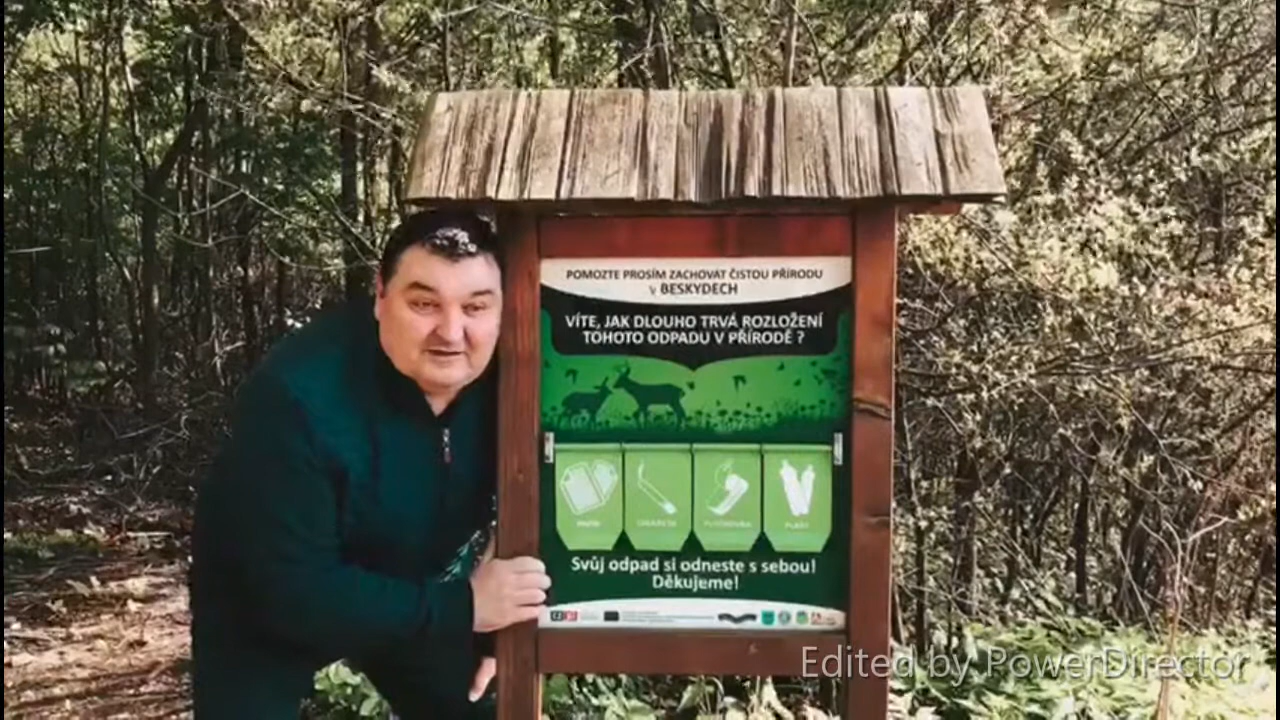 POMOZTE PROSÍM ZACHOVAT ČISTOU PŘÍRODU
v BESKYDECH
VÍTE, JAK DLOUHO TRVÁ ROZLOŽENÍ
TOHOTO ODPADU V PŘÍRODĚ ?
PLASTY
Svůj odpad si odneste s sebou!
Děkujeme!
Edited by PowerDirector